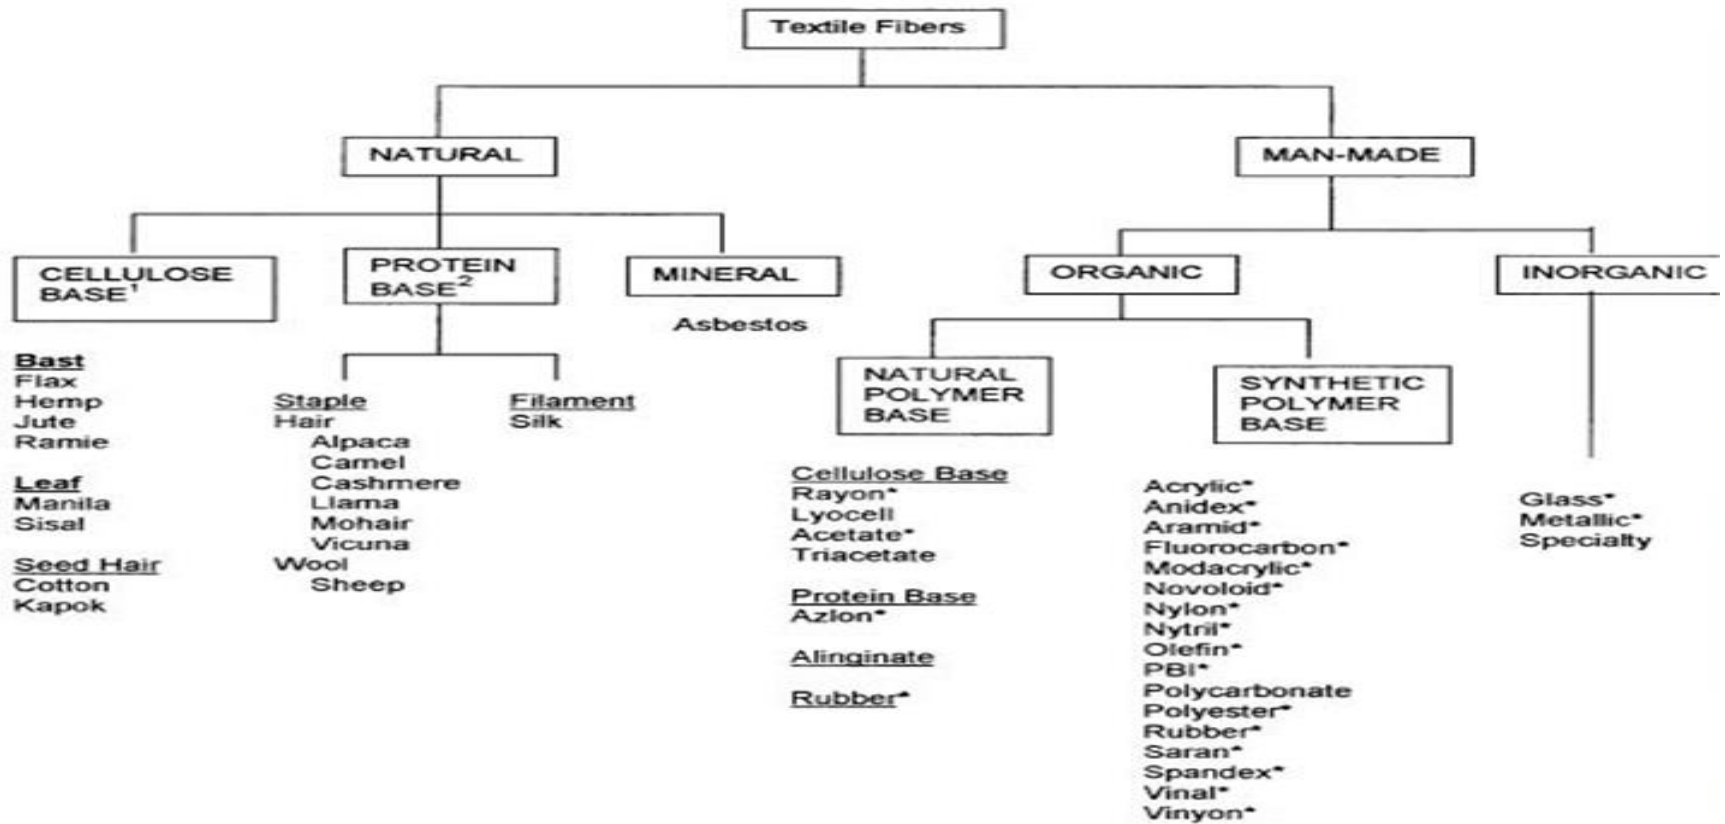 Textile Fibers
NATURAL
MAN-MADE
CELLULOSE
BASE¹
PROTEIN
BASE²
MINERAL
ORGANIC
INORGANIC
Asbestos
Bast
Flax
Hemp
Jute
Ramie
Leaf
Manila
Sisal
Seed Hair
Cotton
Kapok
Staple
Hair
Alpaca
Camel
Cashmere
Llama
Mohair
Vicuna
Wool
Sheep
Filament
Silk
NATURAL
POLYMER
BASE
SYNTHETIC
POLYMER
BASE
Cellulose Base
Rayon*
Lyocell
Acetate*
Triacetate
Protein Base
Azlon*
Alinginate
Rubber*
Acrylic*
Anidex*
Aramid*
Fluorocarbon*
Modacrylic*
Novoloid*
Nylon*
Nytril*
Olefin*
PBI*
Polycarbonate
Polyester*
Rubber*
Saran*
Spandex*
Vinal*
Vinyon*
Glass*
Metallic*
Specialty